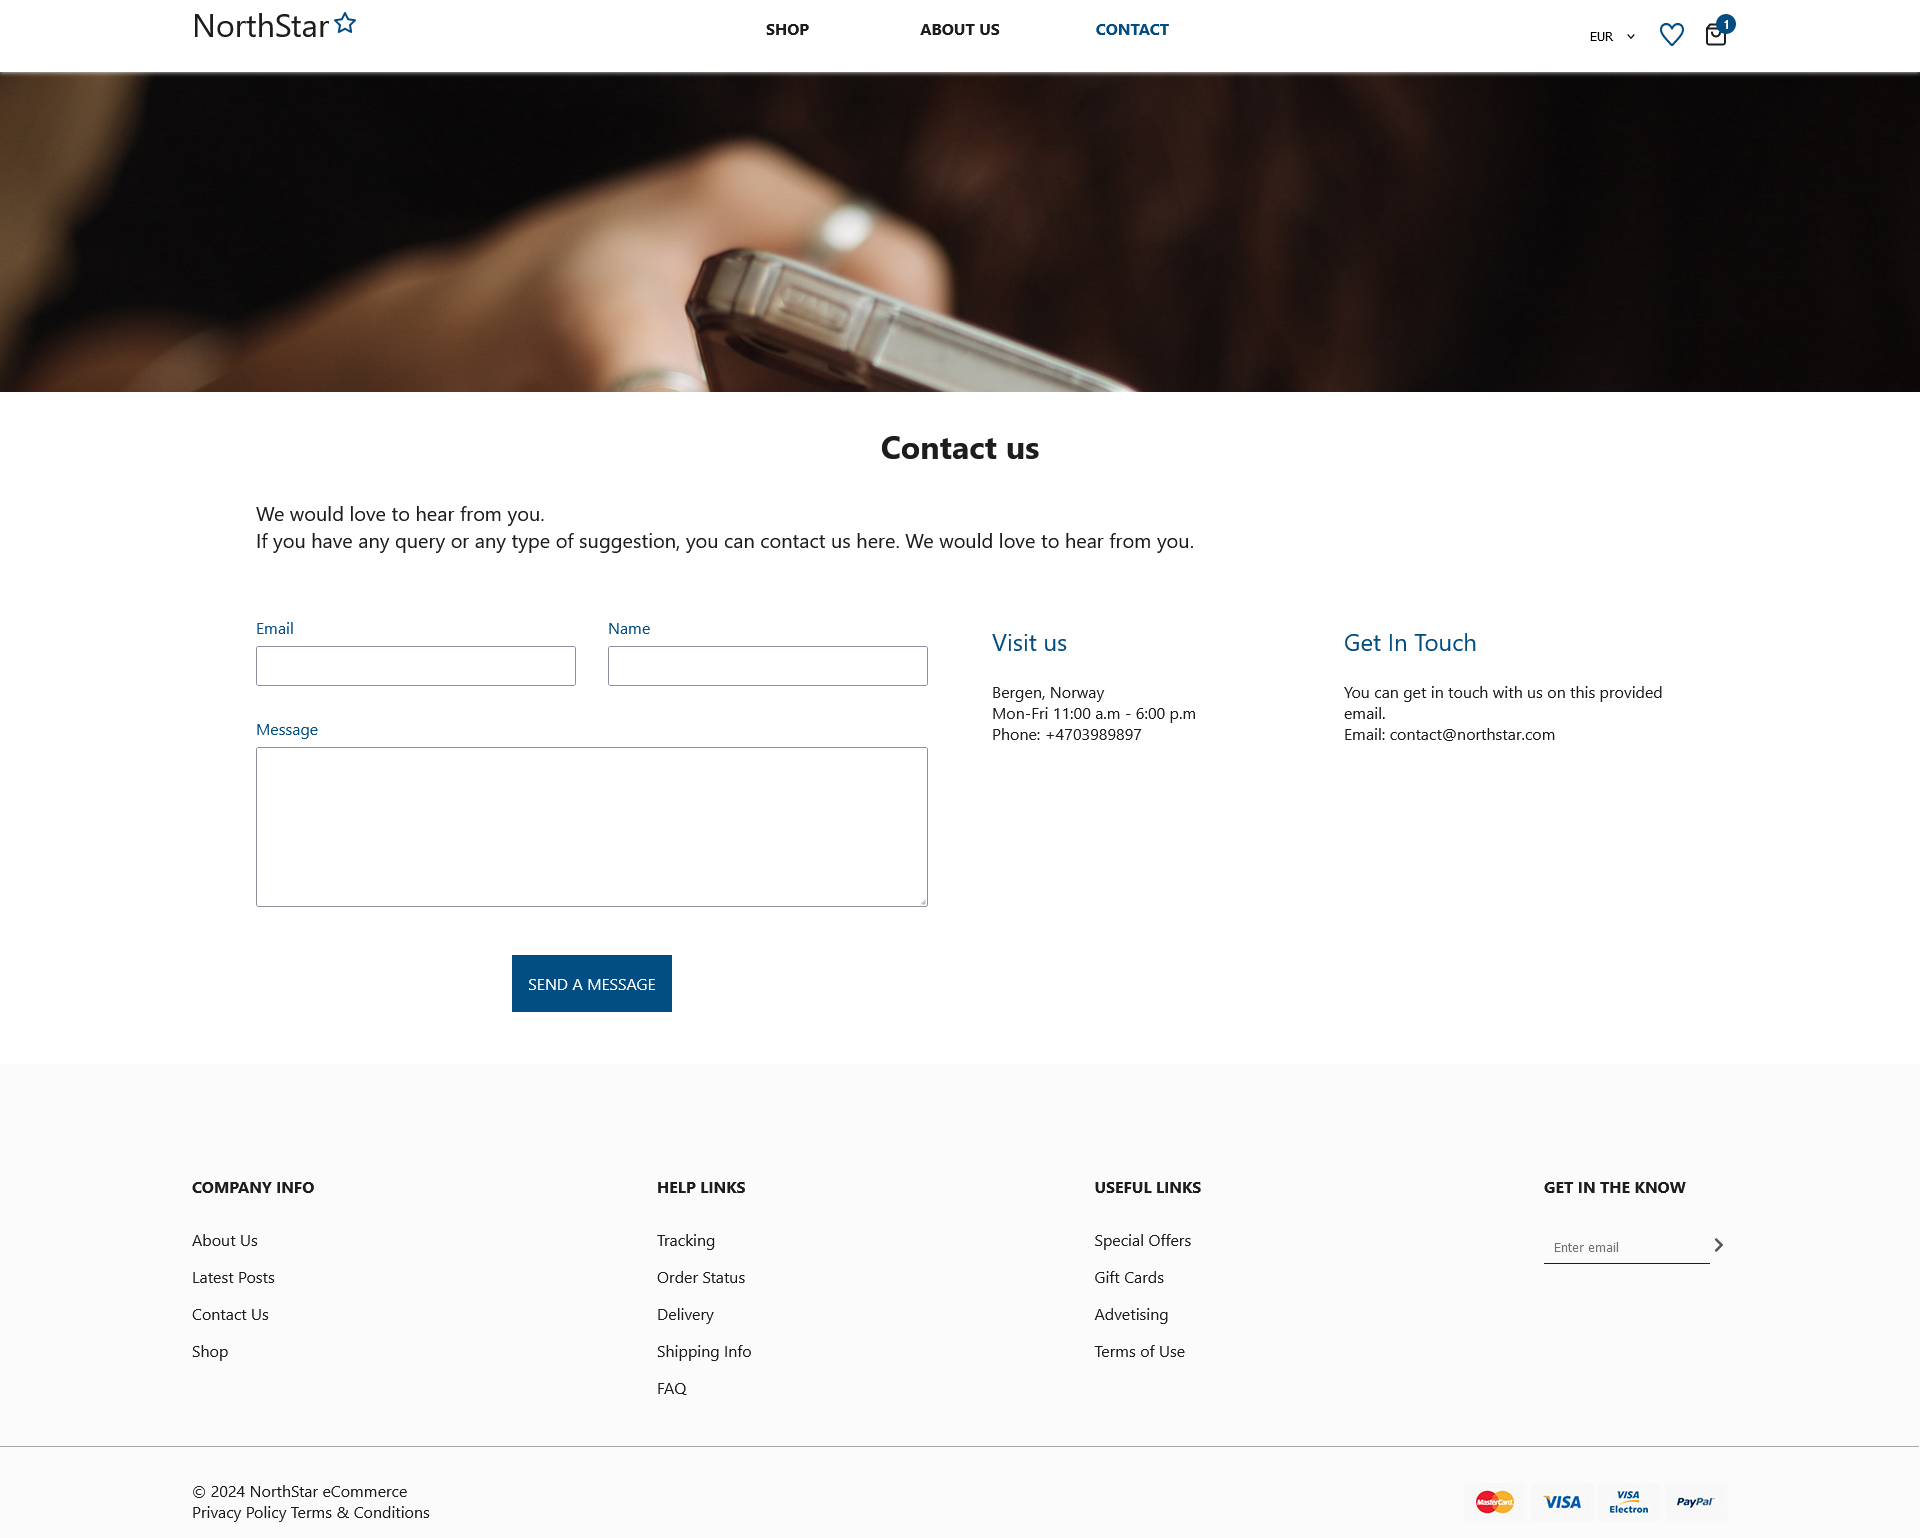 NorthStar
SHOP
ABOUT US
CONTACT
EUR
1
Contact us
We would love to hear from you.
If you have any query or any type of suggestion, you can contact us here. We would love to hear from you.
Email
Name
Message
SEND A MESSAGE
Visit us
Bergen, Norway
Mon-Fri 11:00 a.m - 6:00 p.m
Phone: +4703989897
Get In Touch
You can get in touch with us on this provided
email.
Email: contact@northstar.com
COMPANY INFO
About Us
Latest Posts
Contact Us
Shop
HELP LINKS
Tracking
Order Status
Delivery
Shipping Info
FAQ
USEFUL LINKS
Special Offers
Gift Cards
Advetising
Terms of Use
GET IN THE KNOW
Enter email
© 2024 NorthStar eCommerce
Privacy Policy Terms & Conditions
MasterCard
VISA
VISA
Electron
PayPal